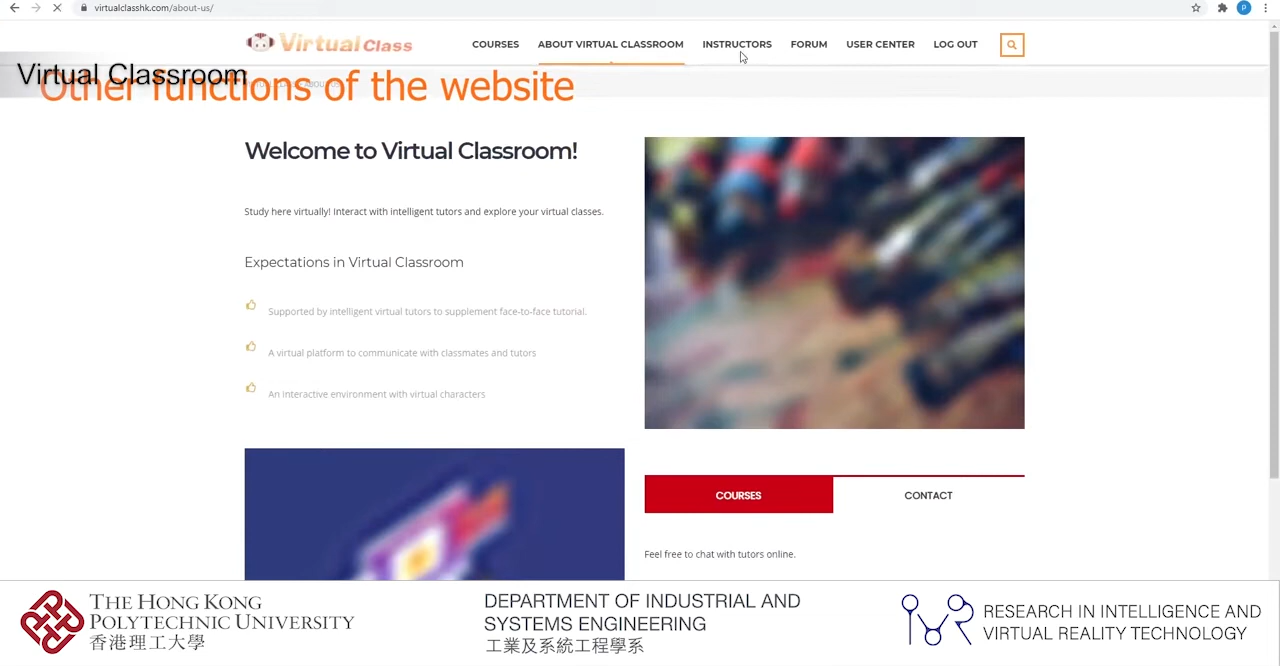 virtualclasshk.com/about-us/
P
Virtual Class
COURSES
ABOUT VIRTUAL CLASSROOM
INSTRUCTORS
FORUM
USER CENTER
LOG OUT
Virtual Classroom
Other functions of the website
Welcome to Virtual Classroom!
Study here virtually! Interact with intelligent tutors and explore your virtual classes.
Expectations in Virtual Classroom
Supported by intelligent virtual tutors to supplement face-to-face tutorial.
A virtual platform to communicate with classmates and tutors
An interactive environment with virtual characters
COURSES
CONTACT
Feel free to chat with tutors online.
THE HONG KONG
POLYTECHNIC UNIVERSITY
香港理工大學
DEPARTMENT OF INDUSTRIAL AND
SYSTEMS ENGINEERING
工業及系統工程學系
RESEARCH IN INTELLIGENCE AND
VIRTUAL REALITY TECHNOLOGY